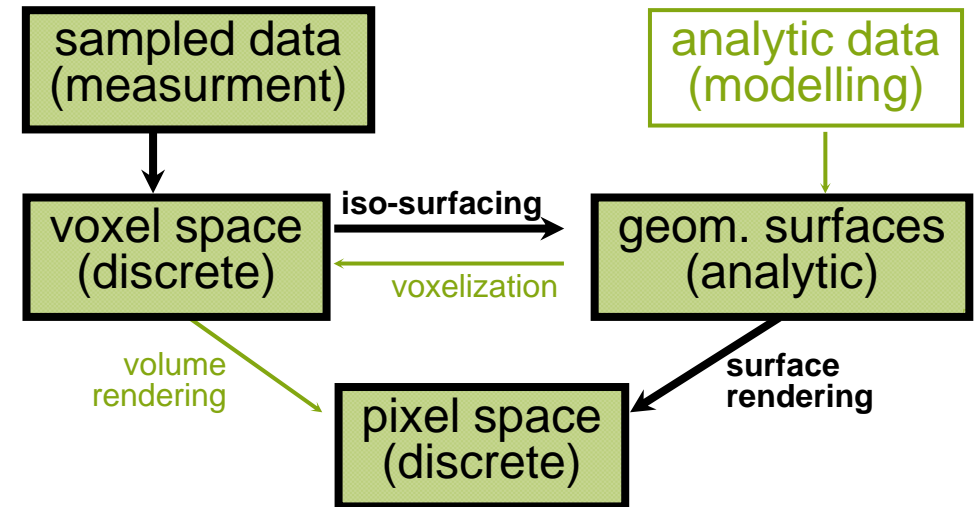 sampled data
(measurment)
analytic data
(modelling)
voxel space
(discrete)
iso-surfacing
voxelization
geom. surfaces
(analytic)
volume
rendering
surface
rendering
pixel space
(discrete)